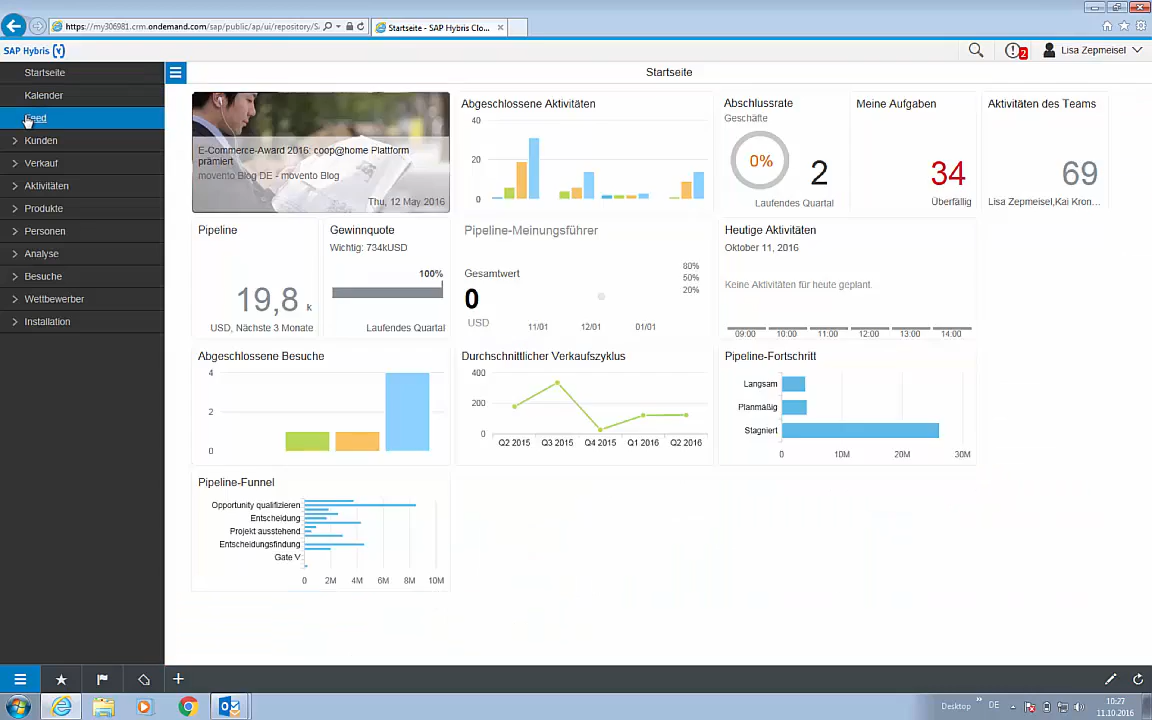 https://my306981.crm.ondemand.com/sap/public/ap/ui/repository/S
Startseite - SAP Hybris Clo...
SAP Hybris
2
Lisa Zepmeisel
Startseite
Kalender
Feed
Kunden
Verkauf
Aktivitäten
Produkte
Personen
Analyse
Besuche
Wettbewerber
Installation
Startseite
E-Commerce-Award 2016: coop@home Plattform
prämiert
movento Blog DE - movento Blog
Thu, 12 May 2016
Abgeschlossene Aktivitäten
40
20
0
Abschlussrate
Geschäfte
0%
2
Laufendes Quartal
Meine Aufgaben
34
Überfällig
Aktivitäten des Teams
69
Lisa Zepmeisel,Kai Kron...
Pipeline
19,8 k
USD, Nächste 3 Monate
Gewinnquote
Wichtig: 734kUSD
100%
Laufendes Quartal
Pipeline-Meinungsführer
Gesamtwert
0
USD
80%
50%
20%
11/01 12/01 01/01
Heutige Aktivitäten
Oktober 11, 2016
Keine Aktivitäten für heute geplant.
09:00 10:00 11:00 12:00 13:00 14:00
Abgeschlossene Besuche
4
2
0
Durchschnittlicher Verkaufszyklus
400
200
0
Q2 2015 Q3 2015 Q4 2015 Q1 2016 Q2 2016
Pipeline-Fortschritt
Langsam
Planmäßig
Stagniert
0 10M 20M 30M
Pipeline-Funnel
Opportunity qualifizieren
Entscheidung
Projekt ausstehend
Entscheidungsfindung
Gate V
0 2M 4M 6M 8M 10M
Desktop
DE
10:27
11.10.2016